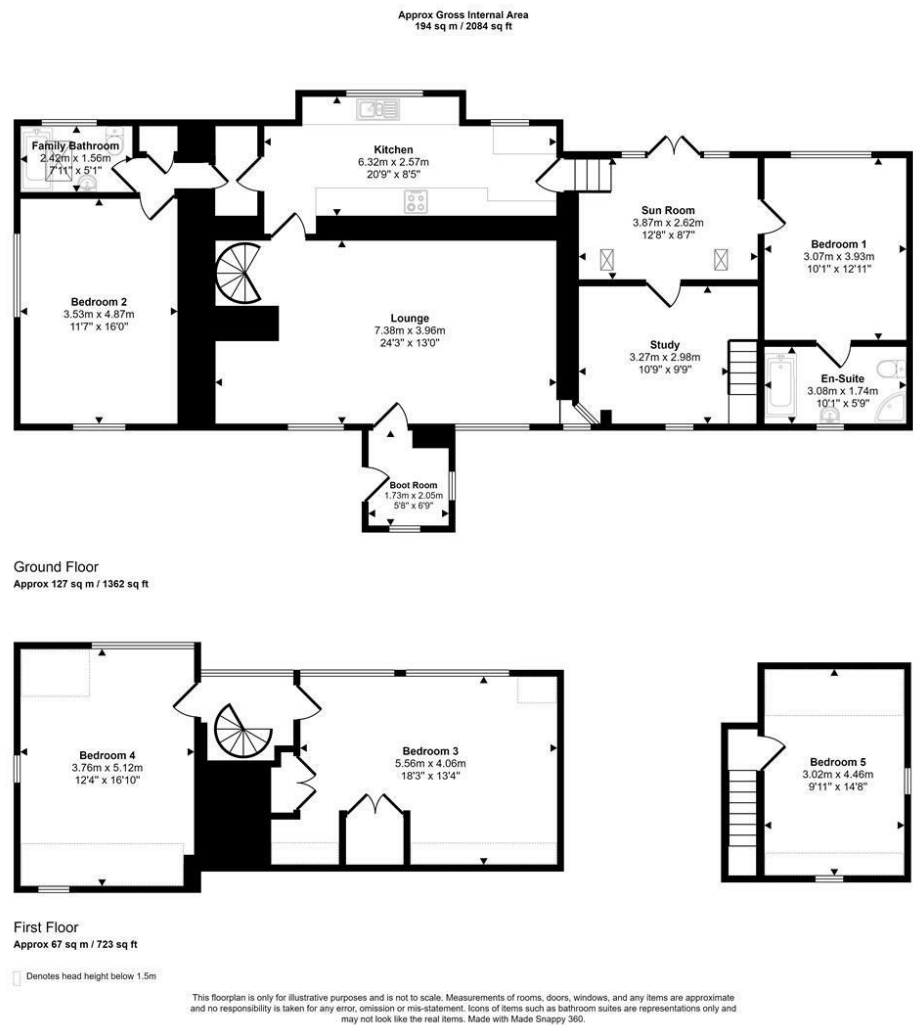 Approx Gross Internal Area
194 sq m / 2084 sq ft
Family Bathroom
2.42m x 1.56m
7'11" x 5'1"
Kitchen
6.32m x 2.57m
20'9" x 8'5"
Sun Room
3.87m x 2.62m
12'8" x 8'7"
Bedroom 1
3.07m x 3.93m
10'1" x 12'11"
Bedroom 2
3.53m x 4.87m
11'7" x 16'0"
Lounge
7.38m x 3.96m
24'3" x 13'0"
Study
3.27m x 2.98m
10'9" x 9'9"
En-Suite
3.08m x 1.74m
10'1" x 5'9"
Boot Room
1.73m x 2.05m
5'8" x 6'9"
Ground Floor
Approx 127 sq m / 1362 sq ft
Bedroom 4
3.76m x 5.12m
12'4" x 16'10"
Bedroom 3
5.56m x 4.06m
18'3" x 13'4"
Bedroom 5
3.02m x 4.46m
9'11" x 14'8"
First Floor
Approx 67 sq m / 723 sq ft
Denotes head height below 1.5m
This floorplan is only for illustrative purposes and is not to scale. Measurements of rooms, doors, windows, and any items are approximate
and no responsibility is taken for any error, omission or mis-statement. Icons of items such as bathroom suites are representations only and
may not look like the real items. Made with Made Snappy 360.